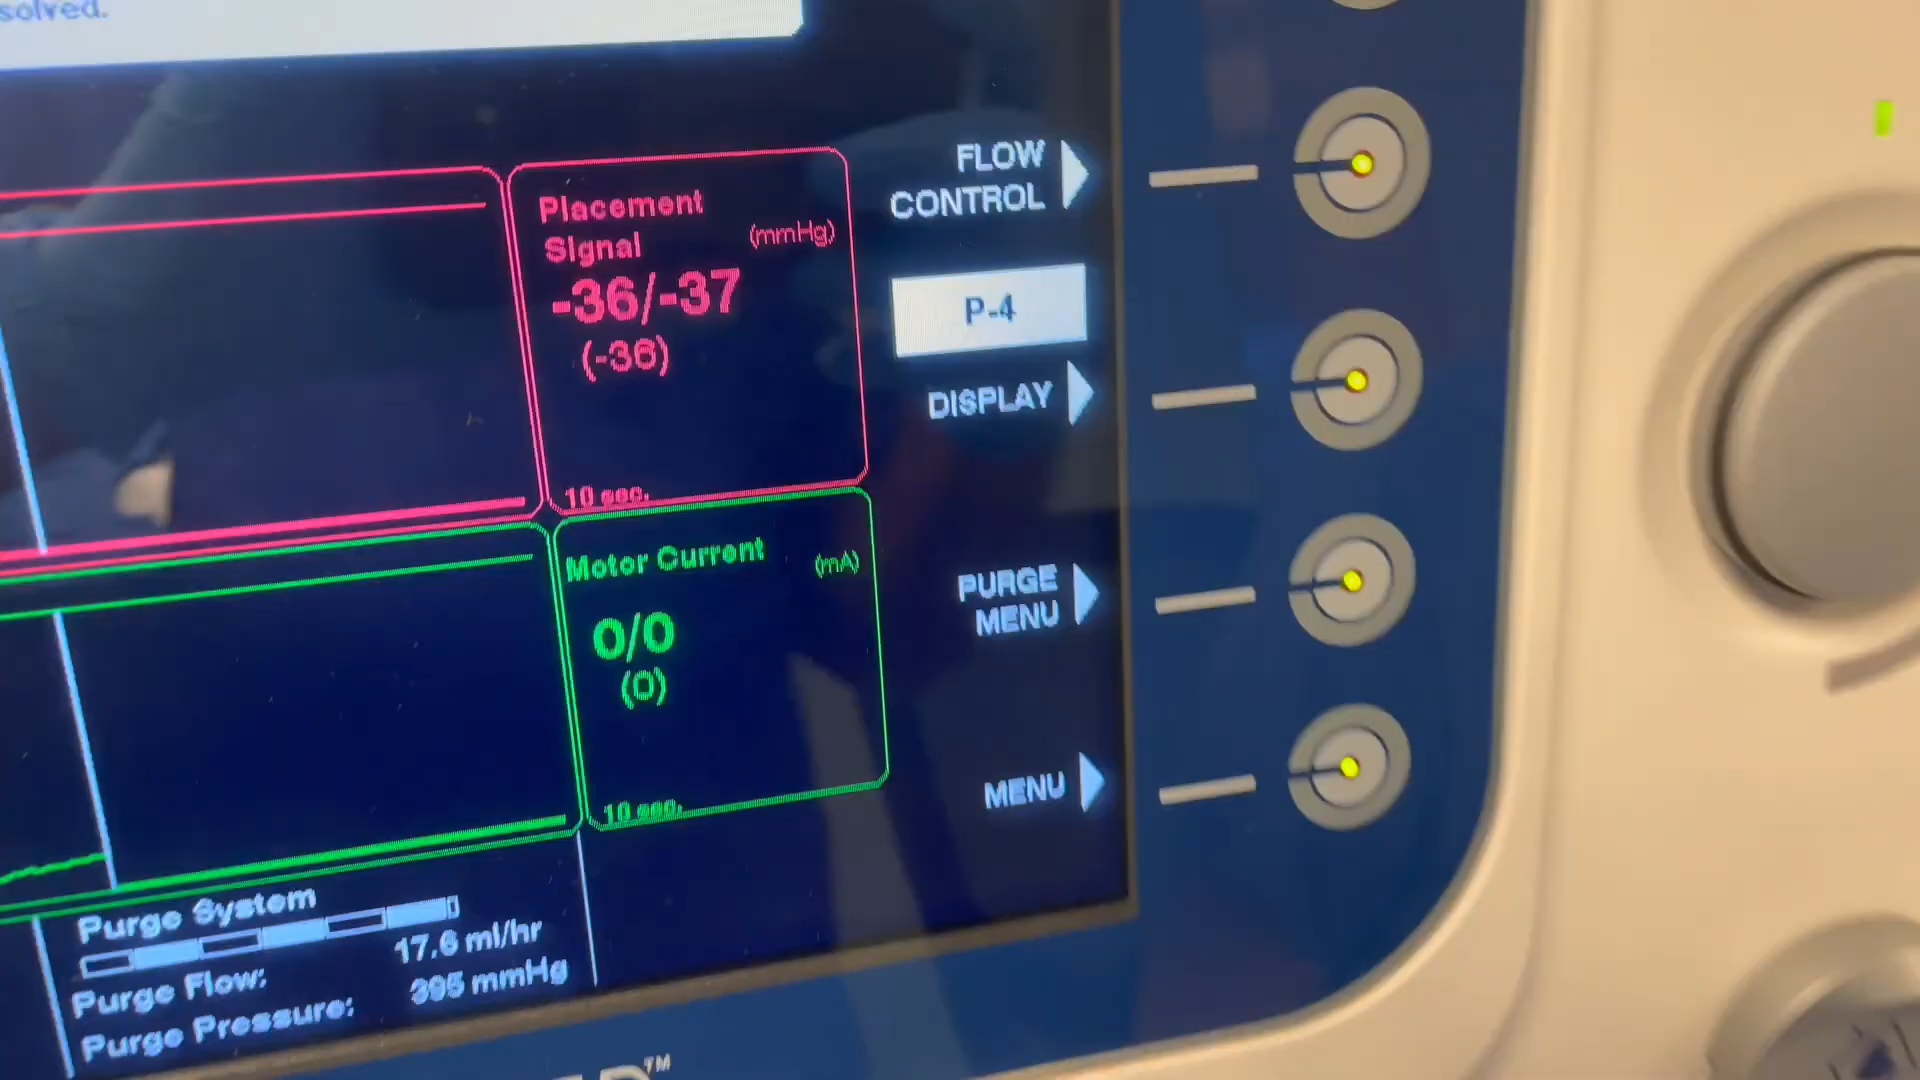 solved.
Placement
Signal (mmHg)
-36/-37
(-36)
10 sec.
FLOW
CONTROL
P-4
DISPLAY
Motor Current (mA)
0/0
(0)
10 sec.
PURGE
MENU
MENU
Purge System
Purge Flow: 17.6 ml/hr
Purge Pressure: 395 mmHg